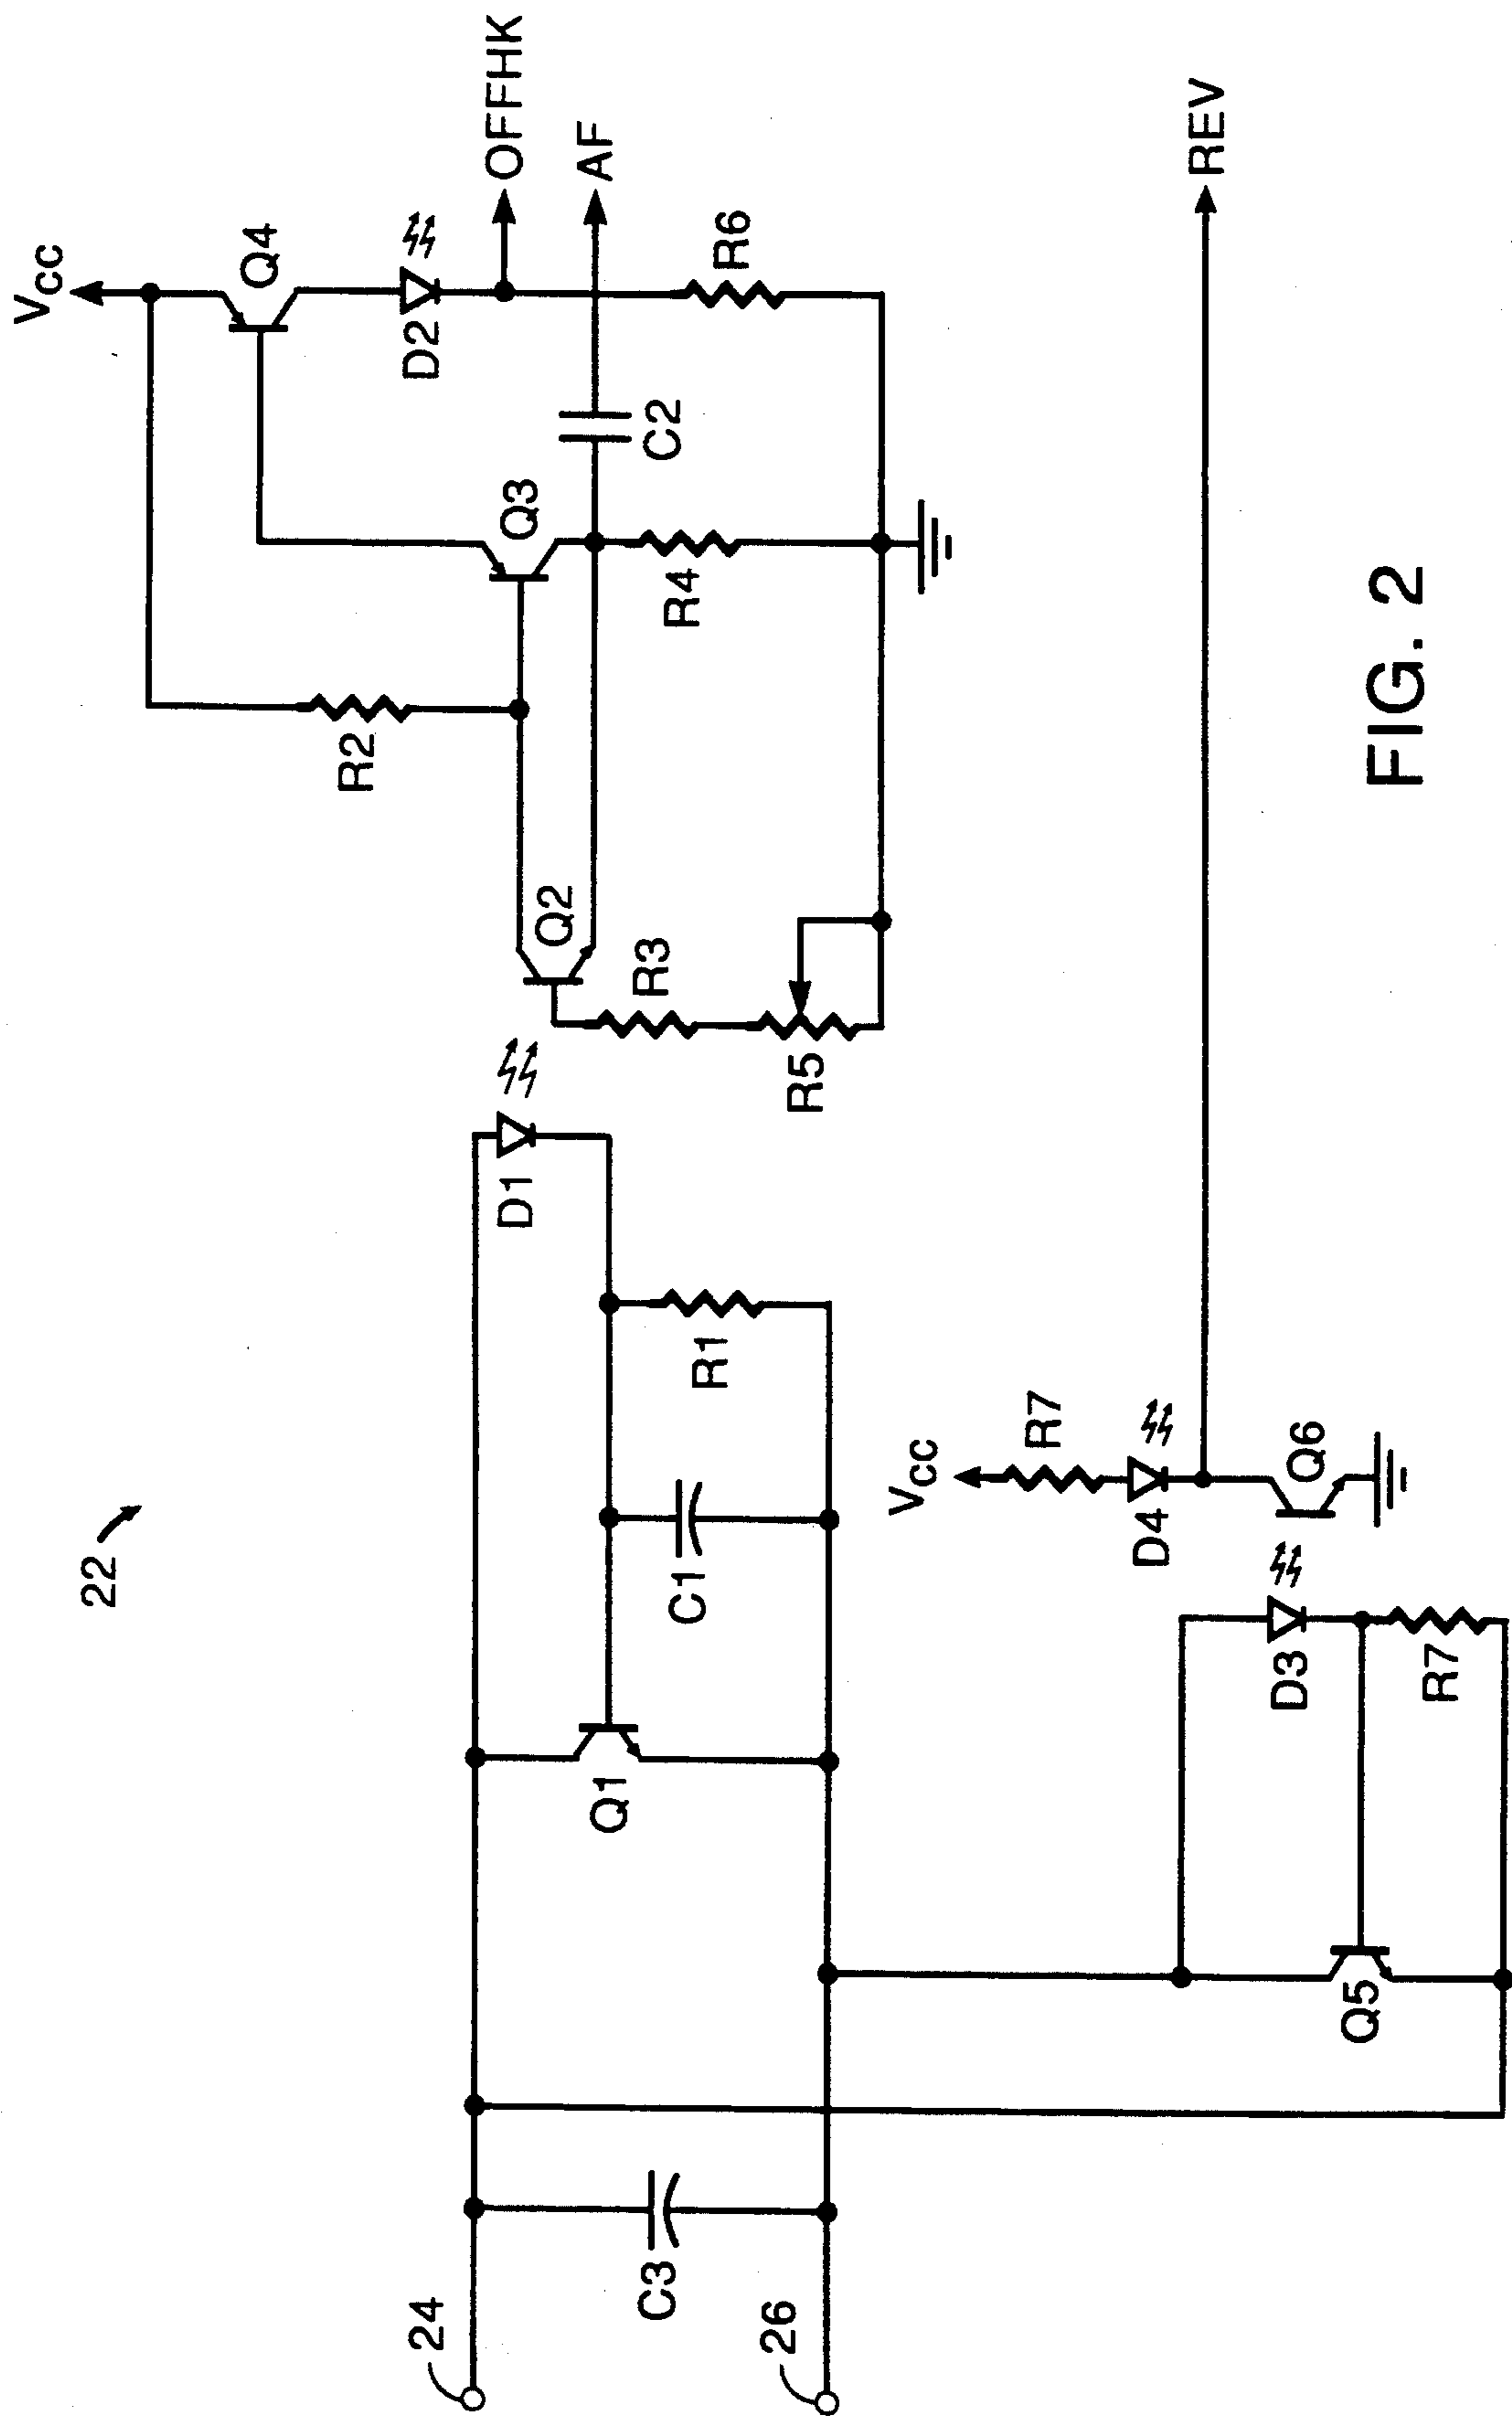 22
VCC
Q4
R2
D2
OFFHK
Q3
AF
Q2
C2
R3
R4
R6
R5
24
D1
Q1
C3
C1
R1
26
VCC
R7
D4
REV
D3
Q6
Q5
R7
FIG. 2